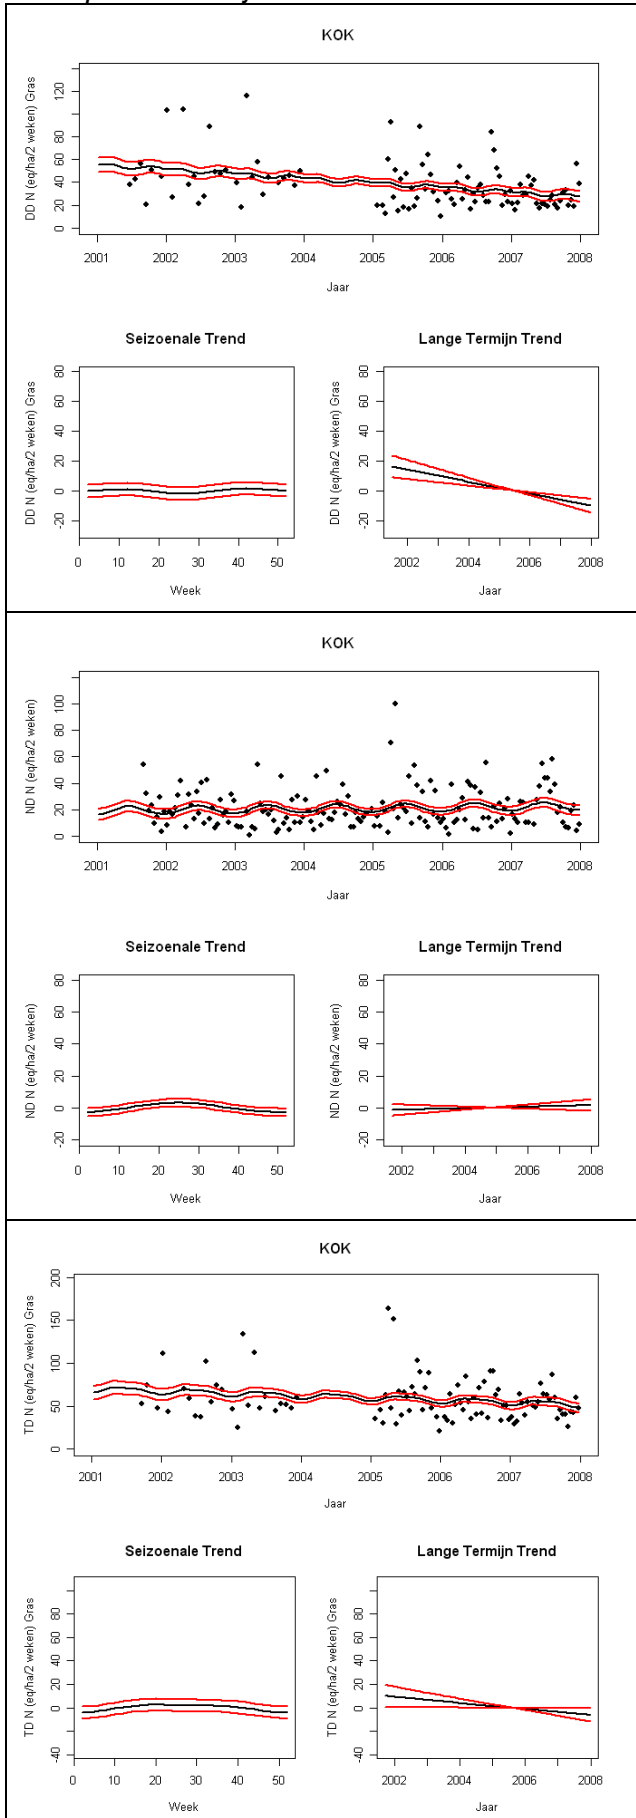 KOK
DD N (eq/ha/2 weken) Gras
0 20 40 60 80 120
2001 2002 2003 2004 2005 2006 2007 2008
Jaar
Seizoenale Trend
DD N (eq/ha/2 weken) Gras
-20 0 20 40 60 80
0 10 20 30 40 50
Week
Lange Termijn Trend
DD N (eq/ha/2 weken) Gras
-20 0 20 40 60 80
2002 2004 2006 2008
Jaar
KOK
ND N (eq/ha/2 weken)
0 20 40 60 80 100
2001 2002 2003 2004 2005 2006 2007 2008
Jaar
Seizoenale Trend
ND N (eq/ha/2 weken)
-20 0 20 40 60 80
0 10 20 30 40 50
Week
Lange Termijn Trend
ND N (eq/ha/2 weken)
-20 0 20 40 60 80
2002 2004 2006 2008
Jaar
KOK
TD N (eq/ha/2 weken) Gras
0 50 100 150 200
2001 2002 2003 2004 2005 2006 2007 2008
Jaar
Seizoenale Trend
TD N (eq/ha/2 weken) Gras
-40 0 20 40 60 80
0 10 20 30 40 50
Week
Lange Termijn Trend
TD N (eq/ha/2 weken) Gras
-40 0 20 40 60 80
2002 2004 2006 2008
Jaar